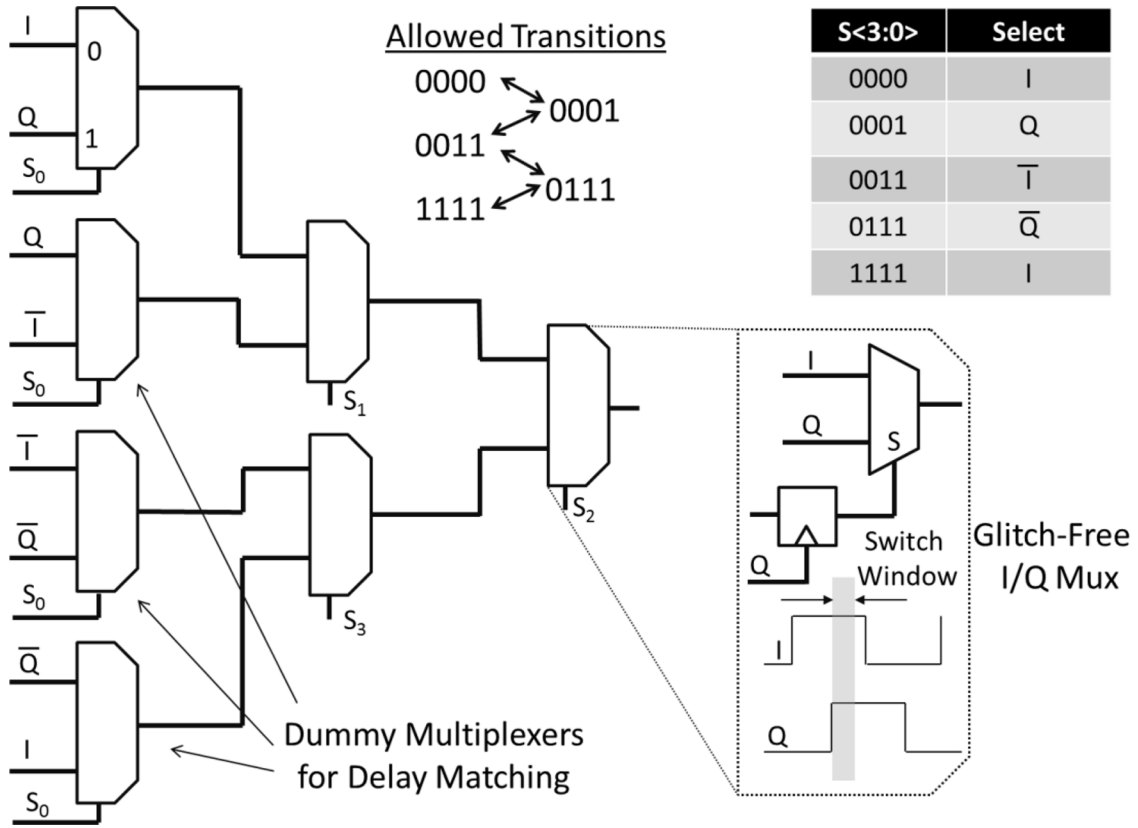 I
0
Q
1
S₀
Q
I̅
S₀
S₁
I̅
Q̅
S₀
S₃
Q̅
I
S₀
S₂
Allowed Transitions
0000
0001
0011
0111
1111
S<3:0> Select
0000 I
0001 Q
0011 I̅
0111 Q̅
1111 I
I
Q
S
Q
Switch
Window
I
Q
Glitch-Free
I/Q Mux
Dummy Multiplexers
for Delay Matching